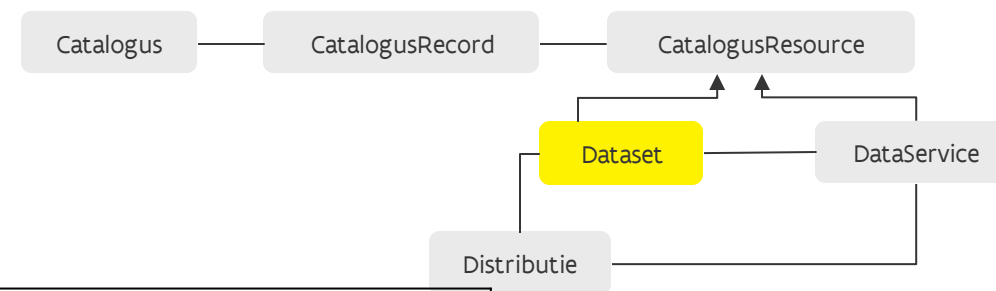 Catalogus
CatalogusRecord
CatalogusResource
Dataset
DataService
Distributie